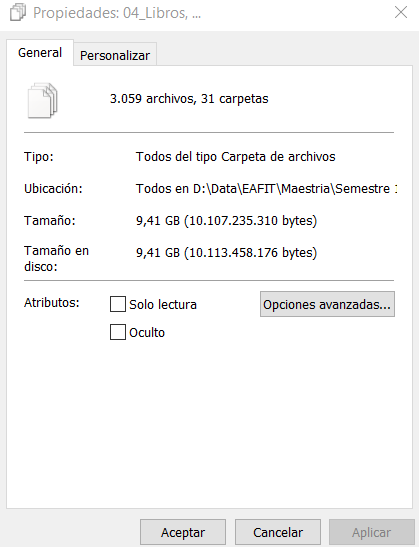 Propiedades: 04_Libros, ...
General
Personalizar
3.059 archivos, 31 carpetas
Tipo:
Todos del tipo Carpeta de archivos
Ubicación:
Todos en D:\Data\EAFIT\Maestria\Semestre 1
Tamaño:
9,41 GB (10.107.235.310 bytes)
Tamaño en
disco:
9,41 GB (10.113.458.176 bytes)
Atributos:
Solo lectura
Opciones avanzadas...
Oculto
Aceptar
Cancelar
Aplicar